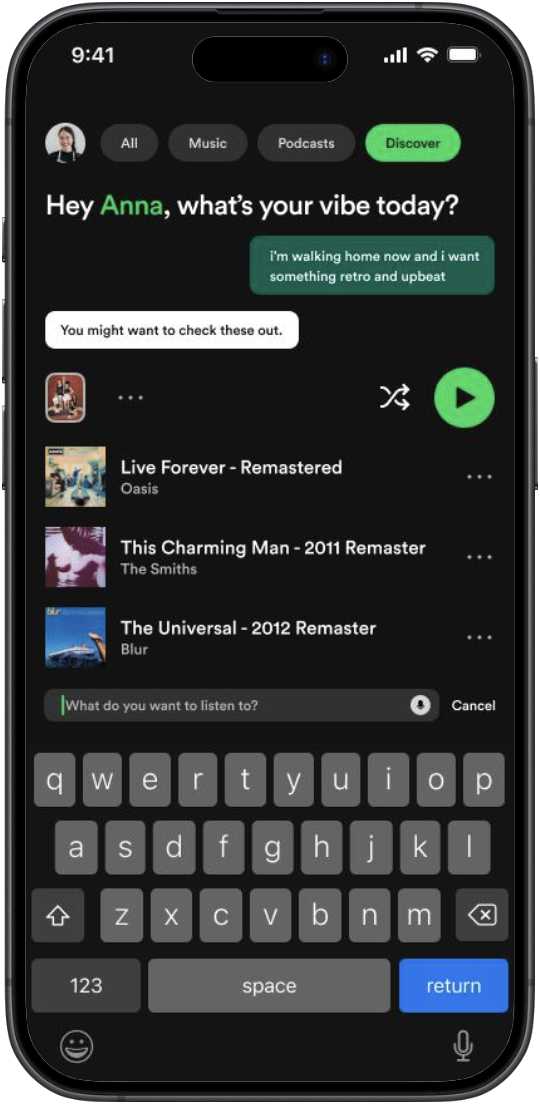 9:41
All Music Podcasts Discover
Hey Anna, what's your vibe today?
i'm walking home now and i want
something retro and upbeat
You might want to check these out.
Live Forever - Remastered
Oasis
This Charming Man - 2011 Remaster
The Smiths
The Universal - 2012 Remaster
blur
Blur
What do you want to listen to? Cancel
q w e r t y u i o p
a s d f g h j k l
z x c v b n m
123 space return